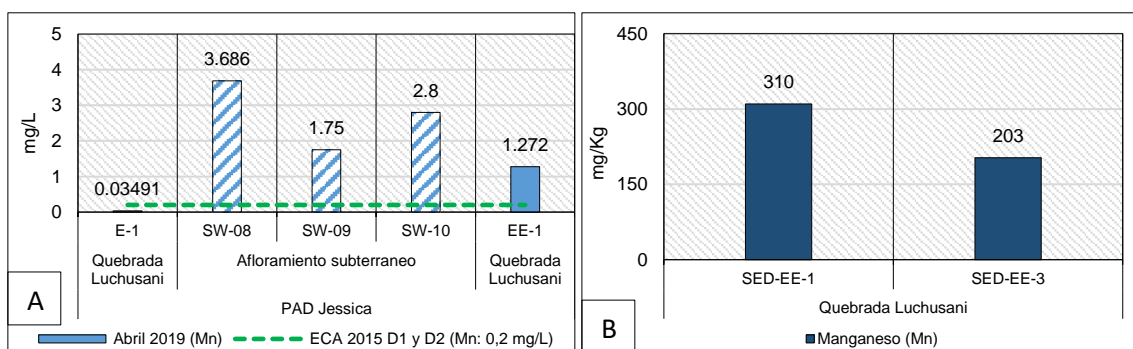 5
4
3
2
1
0
mg/L
0.03491
3.686
1.75
2.8
1.272
E-1
SW-08
SW-09
SW-10
EE-1
Quebrada
Luchusani
Afloramiento subterraneo
Quebrada
Luchusani
PAD Jessica
A
Abril 2019 (Mn)
ECA 2015 D1 y D2 (Mn: 0,2 mg/L)
450
300
150
0
mg/Kg
310
203
SED-EE-1
SED-EE-3
Quebrada Luchusani
B
Manganeso (Mn)